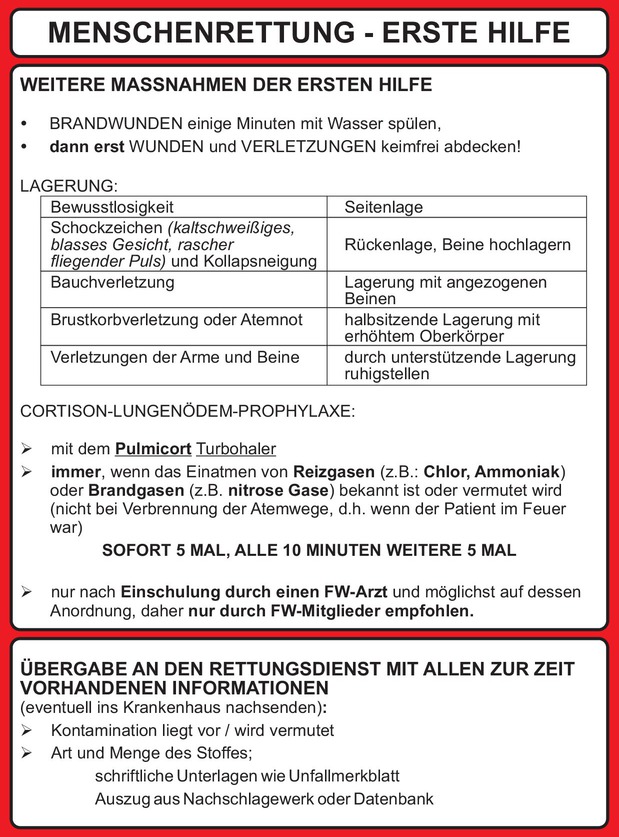 MENSCHENRETTUNG - ERSTE HILFE
WEITERE MASSNAHMEN DER ERSTEN HILFE
• BRANDWUNDEN einige Minuten mit Wasser spülen,
• dann erst WUNDEN und VERLETZUNGEN keimfrei abdecken!
LAGERUNG:
Bewusstlosigkeit
Seitenlage
Schockzeichen (kaltschweißiges,
blasses Gesicht, rascher
fliegender Puls) und Kollapsneigung
Rückenlage, Beine hochlagern
Bauchverletzung
Lagerung mit angezogenen
Beinen
Brustkorbverletzung oder Atemnot
halbsitzende Lagerung mit
erhöhtem Oberkörper
Verletzungen der Arme und Beine
durch unterstützende Lagerung
ruhigstellen
CORTISON-LUNGENÖDEM-PROPHYLAXE:
➢ mit dem Pulmicort Turbohaler
➢ immer, wenn das Einatmen von Reizgasen (z.B.: Chlor, Ammoniak)
oder Brandgasen (z.B. nitrose Gase) bekannt ist oder vermutet wird
(nicht bei Verbrennung der Atemwege, d.h. wenn der Patient im Feuer
war)
SOFORT 5 MAL, ALLE 10 MINUTEN WEITERE 5 MAL
➢ nur nach Einschulung durch einen FW-Arzt und möglichst auf dessen
Anordnung, daher nur durch FW-Mitglieder empfohlen.
ÜBERGABE AN DEN RETTUNGSDIENST MIT ALLEN ZUR ZEIT
VORHANDENEN INFORMATIONEN
(eventuell ins Krankenhaus nachsenden):
➢ Kontamination liegt vor / wird vermutet
➢ Art und Menge des Stoffes;
schriftliche Unterlagen wie Unfallmerkblatt
Auszug aus Nachschlagewerk oder Datenbank